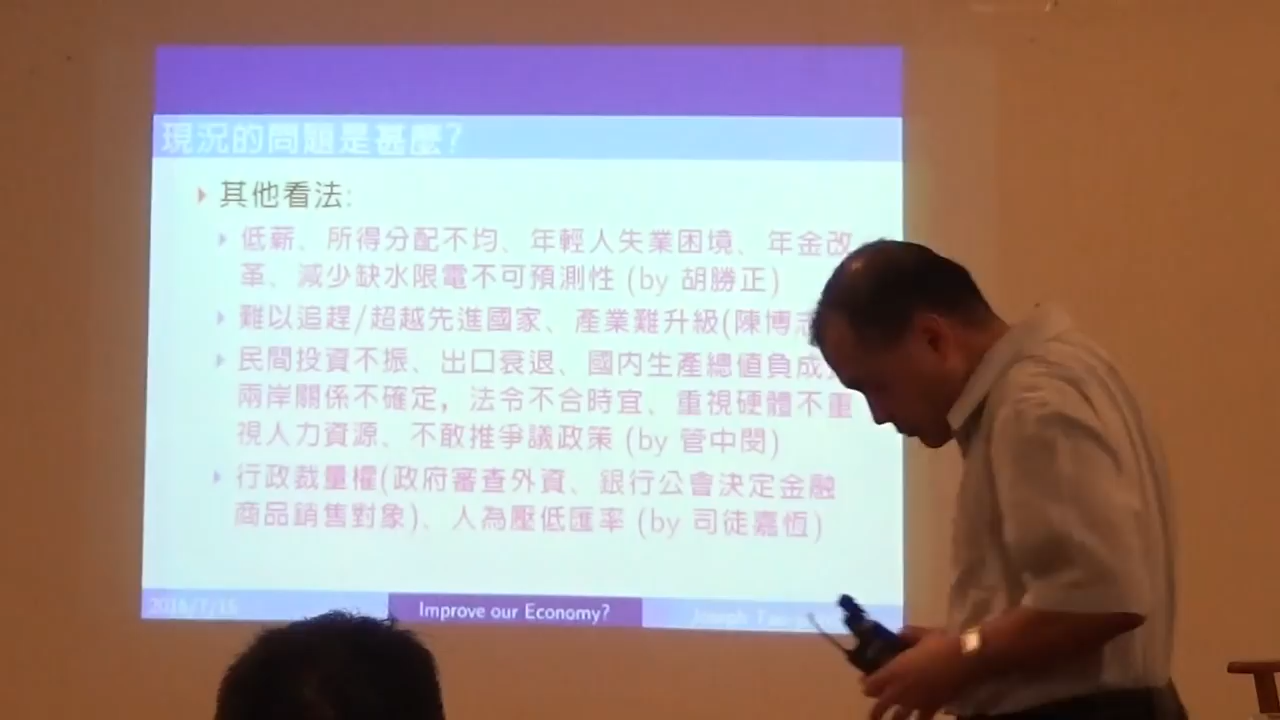 現況的問題是甚麼?
其他看法:
低薪、所得分配不均、年輕人失業困境、年金改
革、減少缺水限電不可預測性 (by 胡勝正)
難以追趕/超越先進國家、產業難升級(陳博志
民間投資不振、出口衰退、國內生產總值負成
兩岸關係不確定, 法令不合時宜、重視硬體不重
視人力資源、不敢推爭議政策 (by 管中閔)
行政裁量權(政府審查外資、銀行公會決定金融
商品銷售對象)、人為壓低匯率 (by 司徒嘉恆)
Improve our Economy?
Joseph